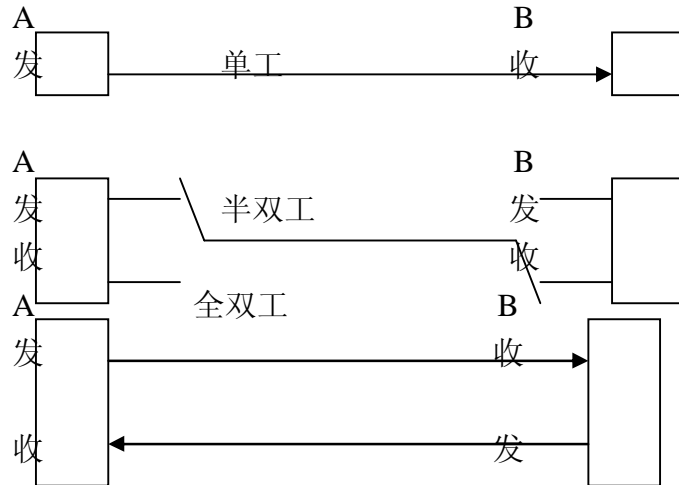 A B
发 单工 收
A B
发 半双工 发
收 收
全双工
A B
发 收
收 发